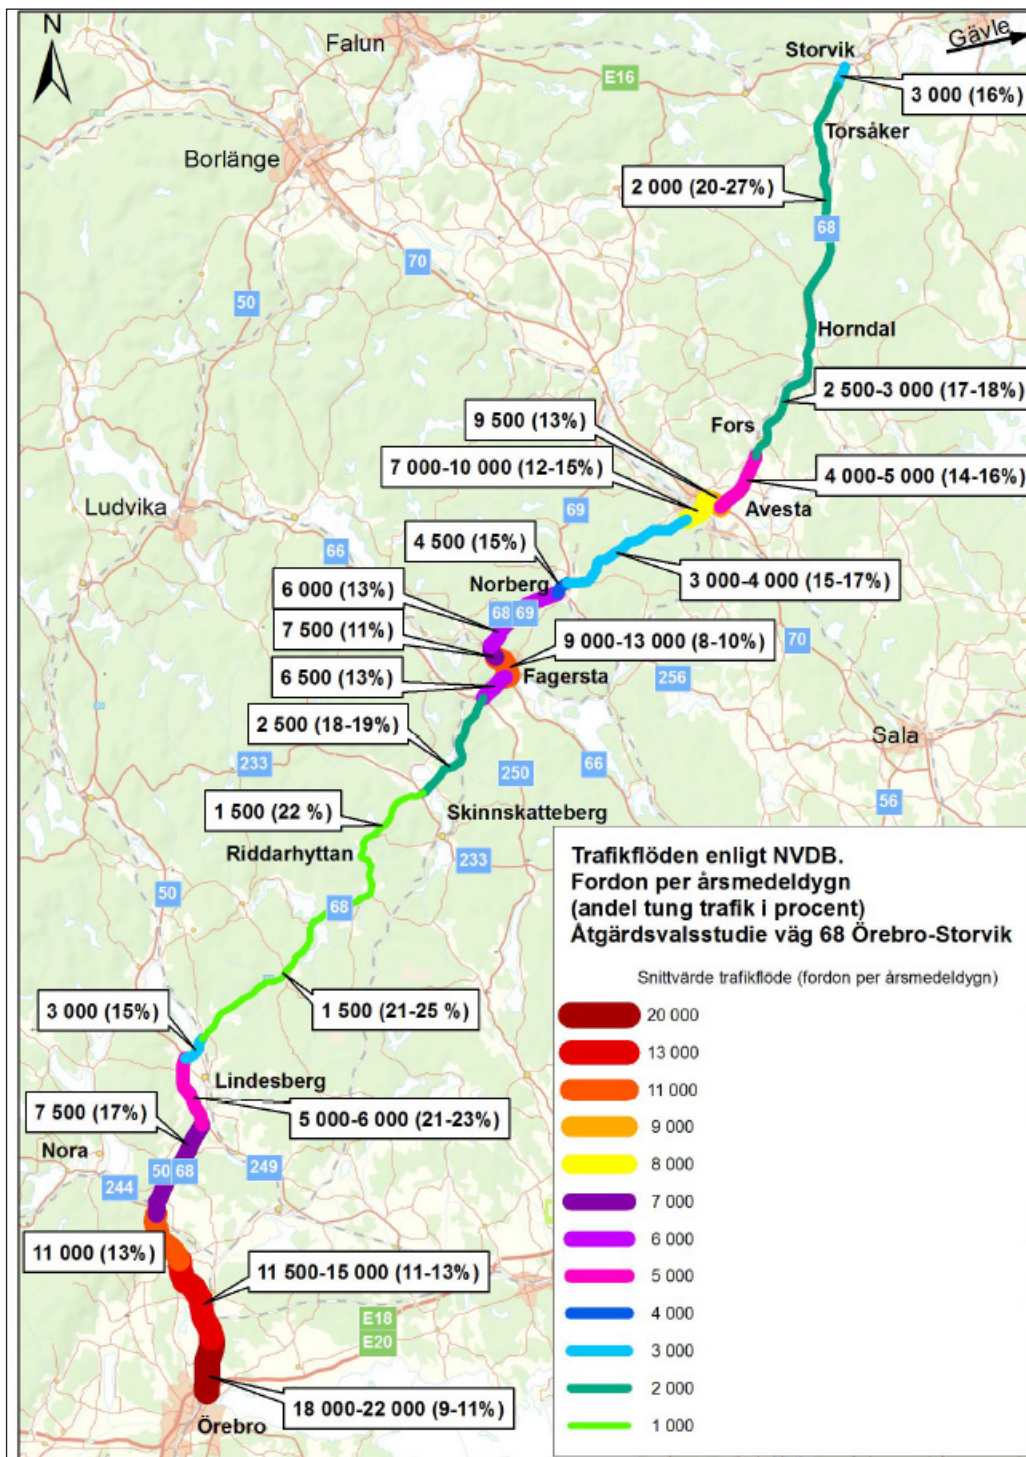 N
Falun
Storvik
Gävle
E16
3 000 (16%)
Torsåker
Borlänge
2 000 (20-27%)
68
70
50
Horndal
2 500-3 000 (17-18%)
9 500 (13%)
Fors
7 000-10 000 (12-15%)
4 000-5 000 (14-16%)
Ludvika
69
Avesta
4 500 (15%)
66
3 000-4 000 (15-17%)
6 000 (13%)
Norberg
68 69
7 500 (11%)
9 000-13 000 (8-10%)
70
6 500 (13%)
Fagersta
256
2 500 (18-19%)
Sala
233
250
66
56
1 500 (22 %)
Skinnskatteberg
Riddarhyttan
233
50
68
Trafikflöden enligt NVDB.
Fordon per årsmedeldygn
(andel tung trafik i procent)
Åtgärdsvalsstudie väg 68 Örebro-Storvik
Snittvärde trafikflöde (fordon per årsmedeldygn)
20 000
13 000
11 000
9 000
8 000
7 000
6 000
5 000
4 000
3 000
2 000
1 000
3 000 (15%)
1 500 (21-25 %)
Lindesberg
7 500 (17%)
5 000-6 000 (21-23%)
Nora
50 68
249
244
11 000 (13%)
11 500-15 000 (11-13%)
E18
E20
18 000-22 000 (9-11%)
Örebro